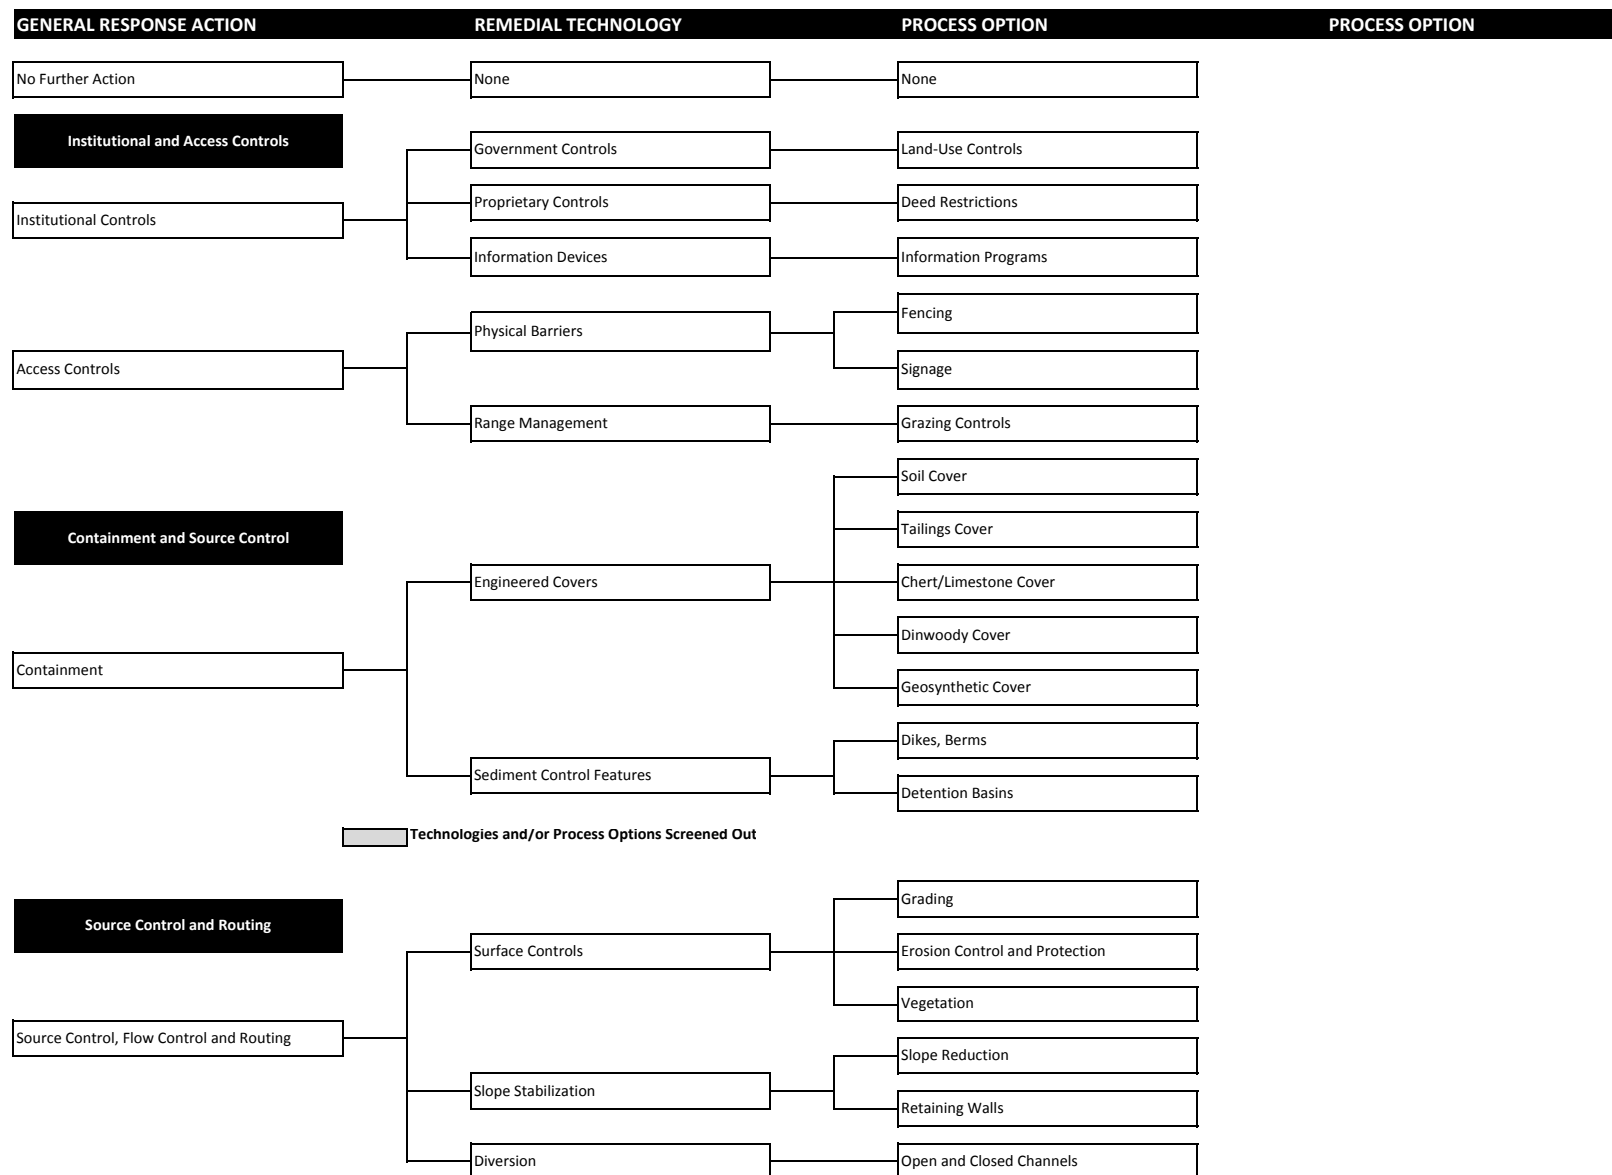 GENERAL RESPONSE ACTION REMEDIAL TECHNOLOGY PROCESS OPTION PROCESS OPTION
No Further Action None None
Institutional and Access Controls
Government Controls Land-Use Controls
Proprietary Controls Deed Restrictions
Institutional Controls
Information Devices Information Programs
Fencing
Physical Barriers
Access Controls Signage
Range Management Grazing Controls
Soil Cover
Tailings Cover
Containment and Source Control
Engineered Covers Chert/Limestone Cover
Dinwoody Cover
Containment
Geosynthetic Cover
Dikes, Berms
Sediment Control Features
Detention Basins
Technologies and/or Process Options Screened Out
Grading
Source Control and Routing
Surface Controls Erosion Control and Protection
Vegetation
Source Control, Flow Control and Routing
Slope Reduction
Slope Stabilization
Retaining Walls
Diversion Open and Closed Channels